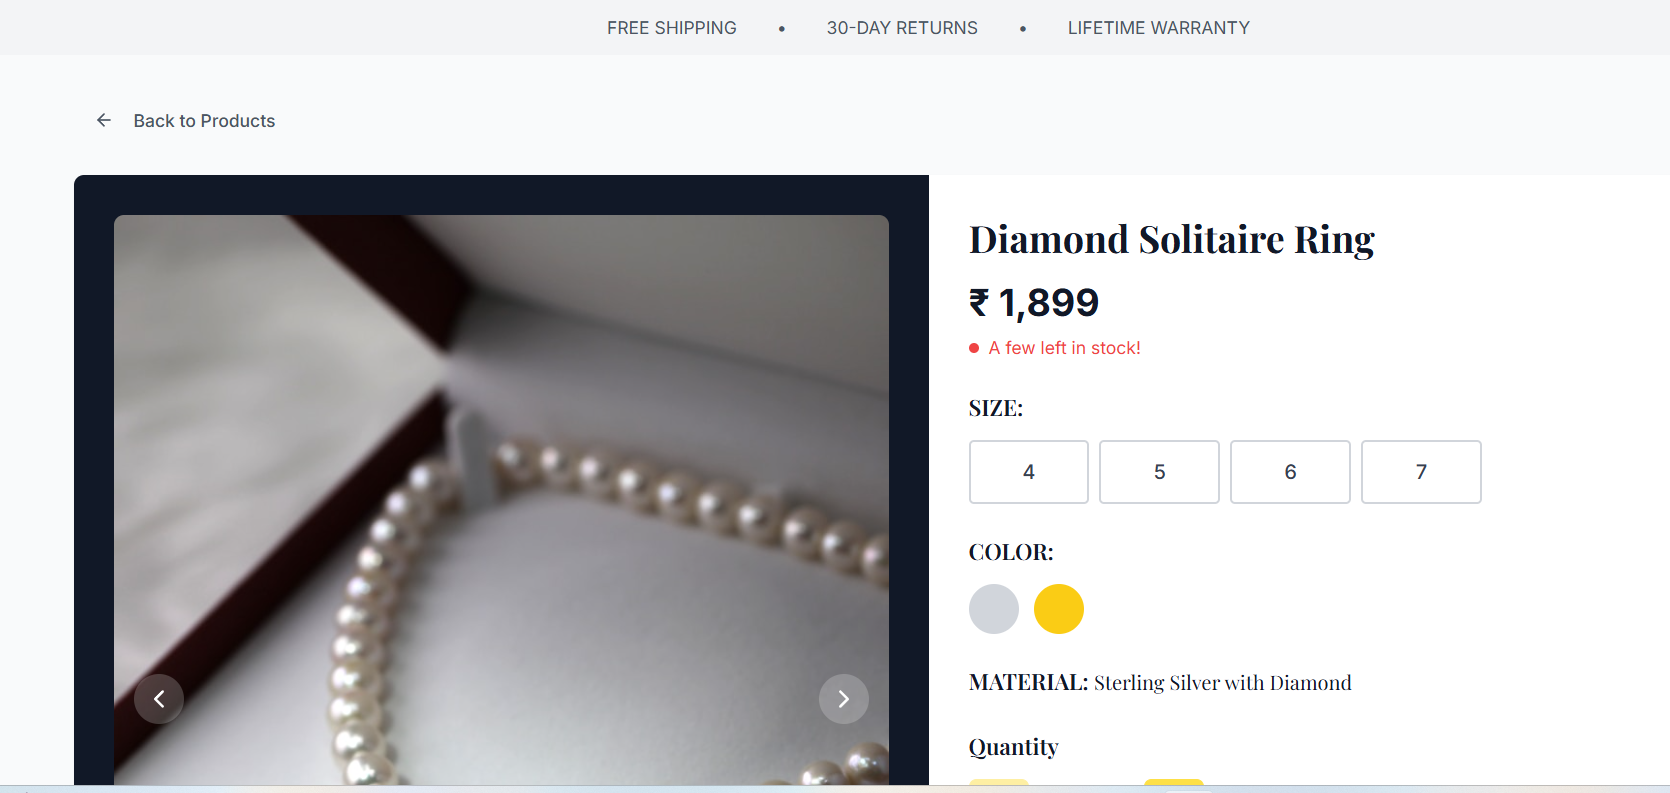 FREE SHIPPING • 30-DAY RETURNS • LIFETIME WARRANTY
← Back to Products
Diamond Solitaire Ring
₹ 1,899
A few left in stock!
SIZE:
4 5 6 7
COLOR:
MATERIAL: Sterling Silver with Diamond
Quantity